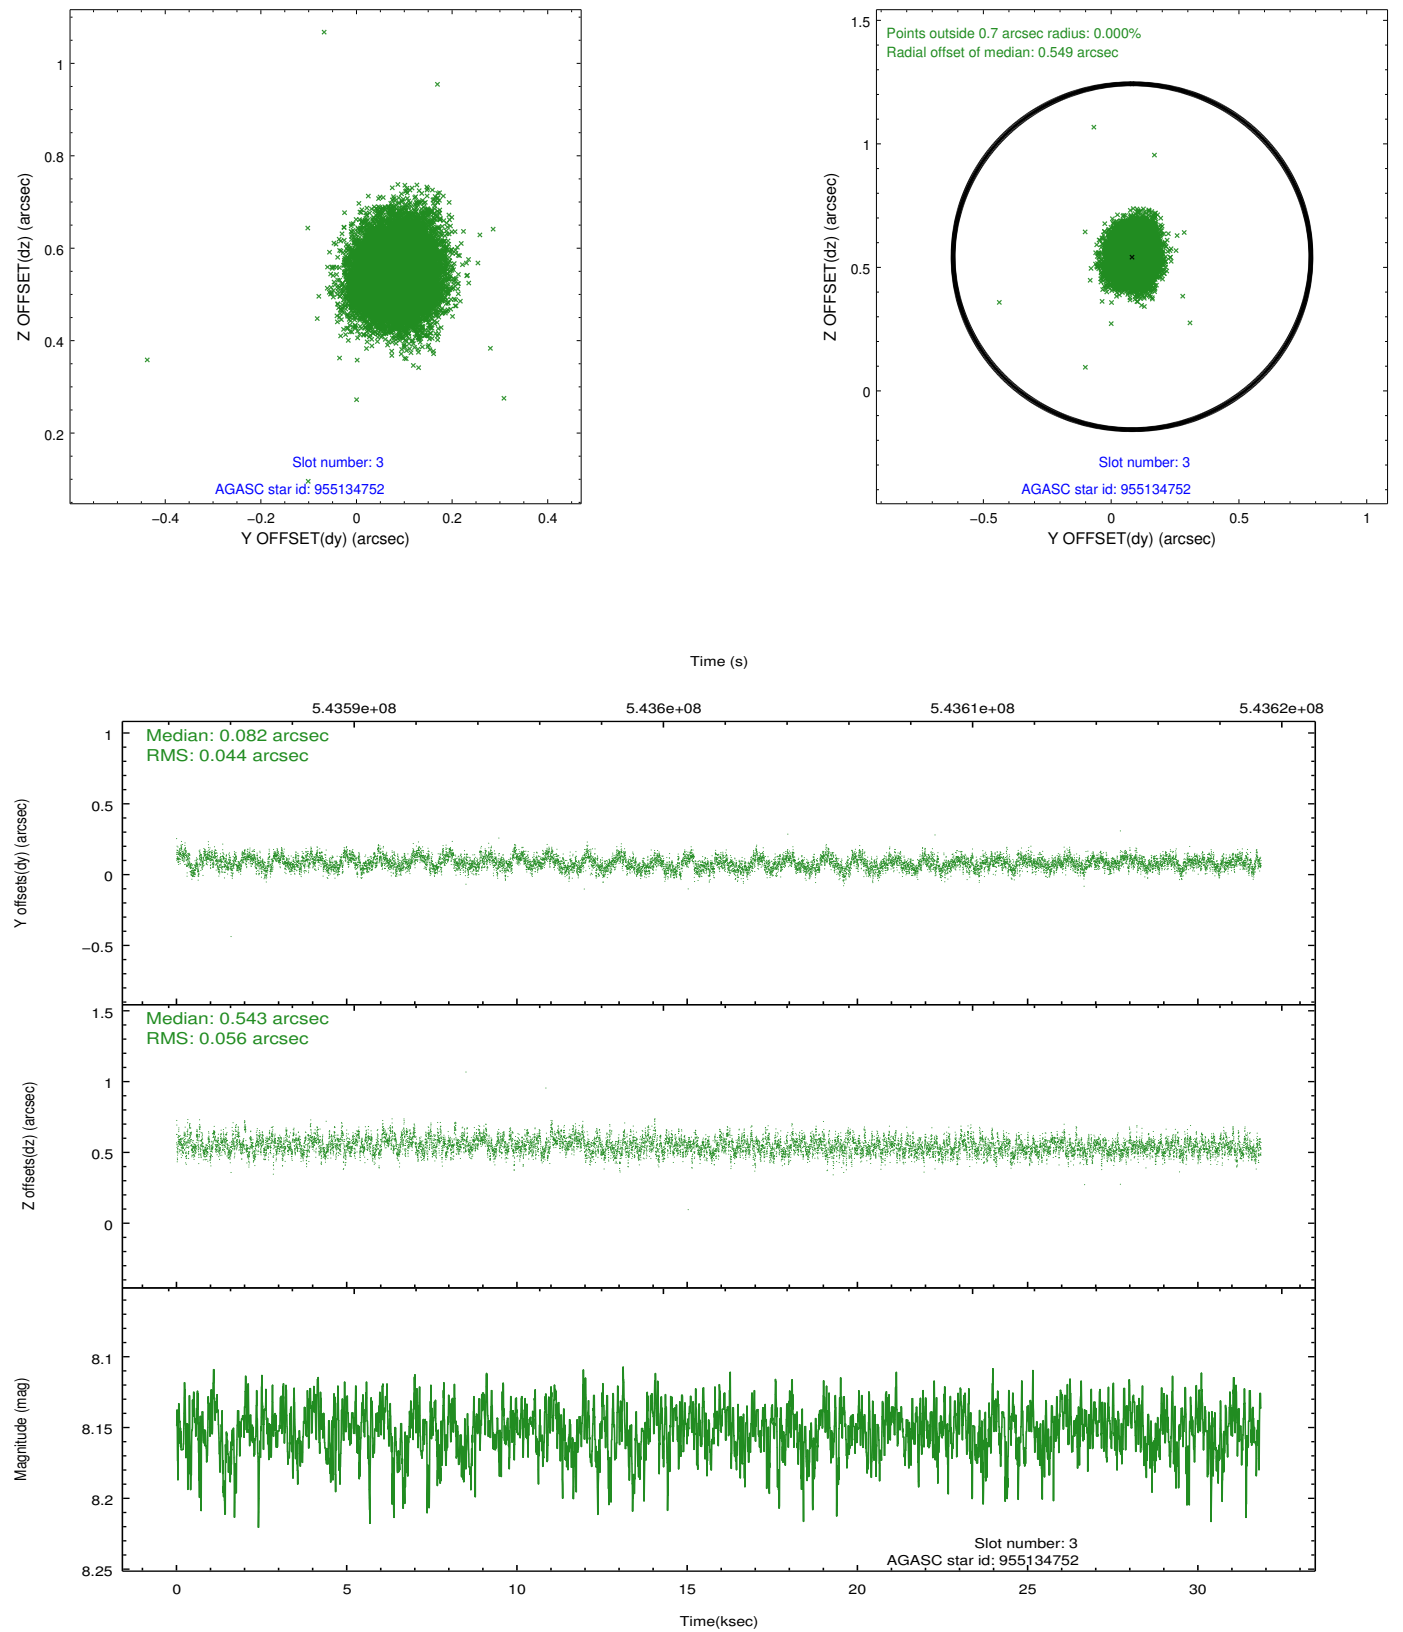 1
0.8
0.6
0.4
0.2
−0.4 −0.2 0 0.2 0.4
Z OFFSET(dz) (arcsec)
Y OFFSET(dy) (arcsec)
Slot number: 3
AGASC star id: 955134752
Points outside 0.7 arcsec radius: 0.000%
Radial offset of median: 0.549 arcsec
1.5
1
0.5
0
−0.5 0 0.5 1
Z OFFSET(dz) (arcsec)
Y OFFSET(dy) (arcsec)
Slot number: 3
AGASC star id: 955134752
Time (s)
5.4359e+08 5.436e+08 5.4361e+08 5.4362e+08
Median: 0.082 arcsec
RMS: 0.044 arcsec
1
0.5
0
−0.5
Y offsets(dy) (arcsec)
Median: 0.543 arcsec
RMS: 0.056 arcsec
1.5
1
0.5
0
Z offsets(dz) (arcsec)
8.1
8.15
8.2
8.25
Magnitude (mag)
Slot number: 3
AGASC star id: 955134752
0 5 10 15 20 25 30
Time(ksec)